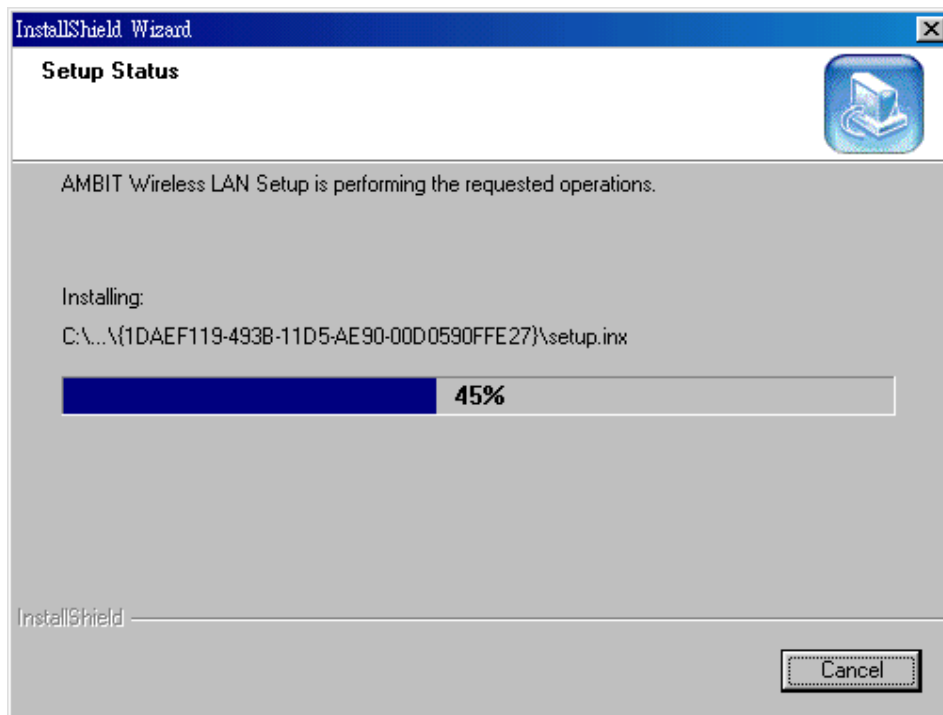 InstallShield Wizard
Setup Status
AMBIT Wireless LAN Setup is performing the requested operations.
Installing:
C:\...\{1DAEF119-493B-11D5-AE90-00D0590FFE27}\setup.inx
45%
InstallShield
Cancel